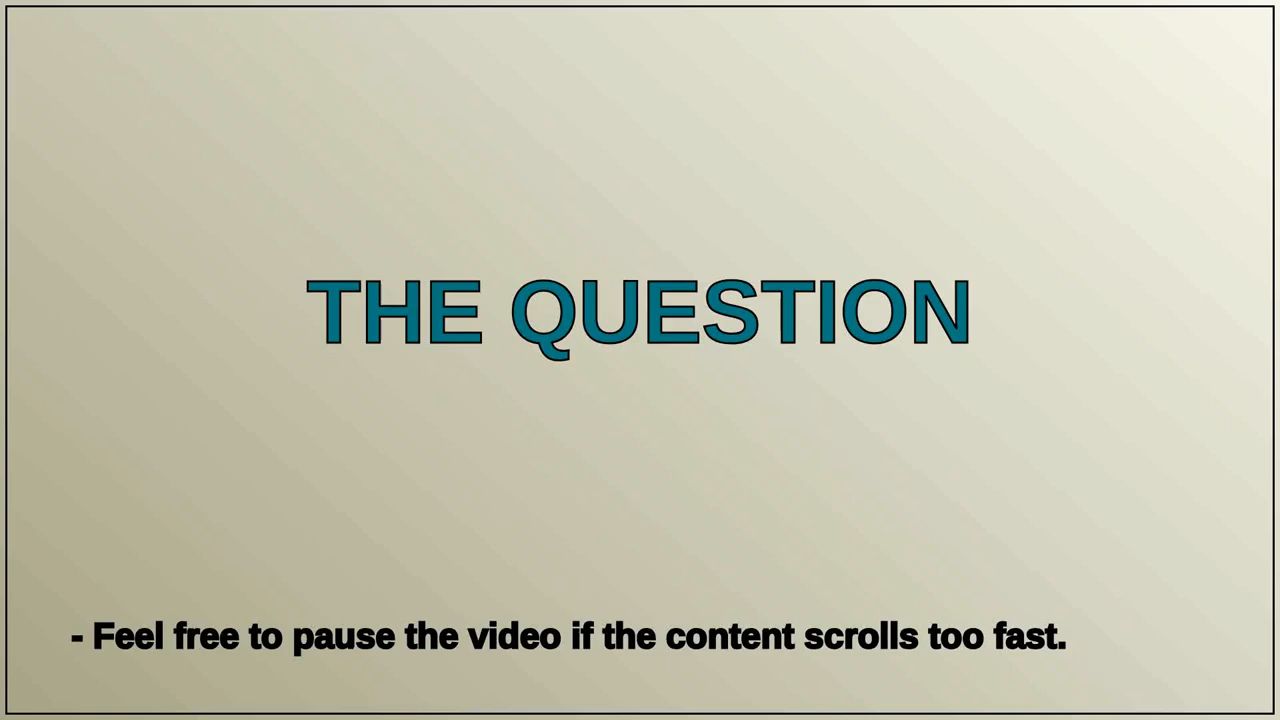 THE QUESTION
- Feel free to pause the video if the content scrolls too fast.